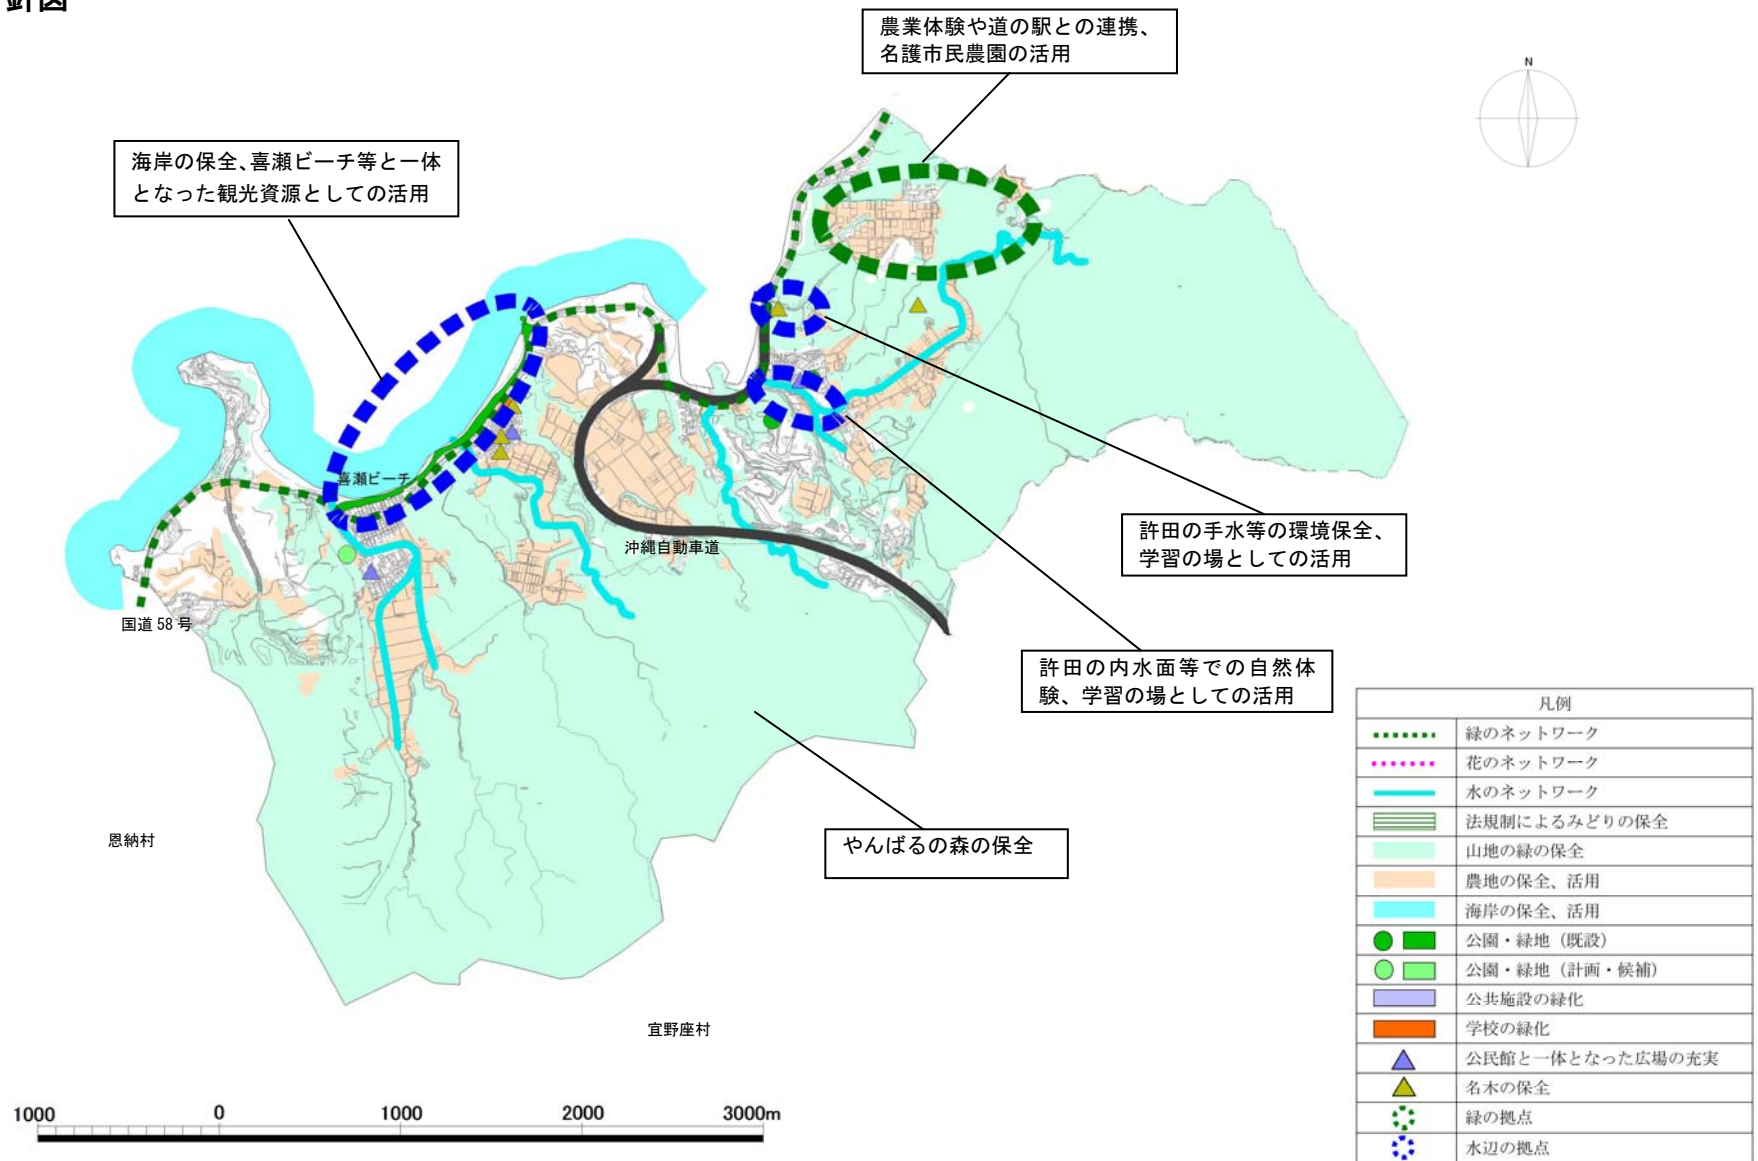 針図
農業体験や道の駅との連携、
名護市民農園の活用
N
海岸の保全、喜瀬ビーチ等と一体
となった観光資源としての活用
喜瀬ビーチ
沖縄自動車道
許田の手水等の環境保全、
学習の場としての活用
国道 58 号
許田の内水面等での自然体
験、学習の場としての活用
恩納村
やんばるの森の保全
宜野座村
1000 0 1000 2000 3000m
凡例
緑のネットワーク
花のネットワーク
水のネットワーク
法規制によるみどりの保全
山地の緑の保全
農地の保全、活用
海岸の保全、活用
公園・緑地（既設）
公園・緑地（計画・候補）
公共施設の緑化
学校の緑化
公民館と一体となった広場の充実
名木の保全
緑の拠点
水辺の拠点